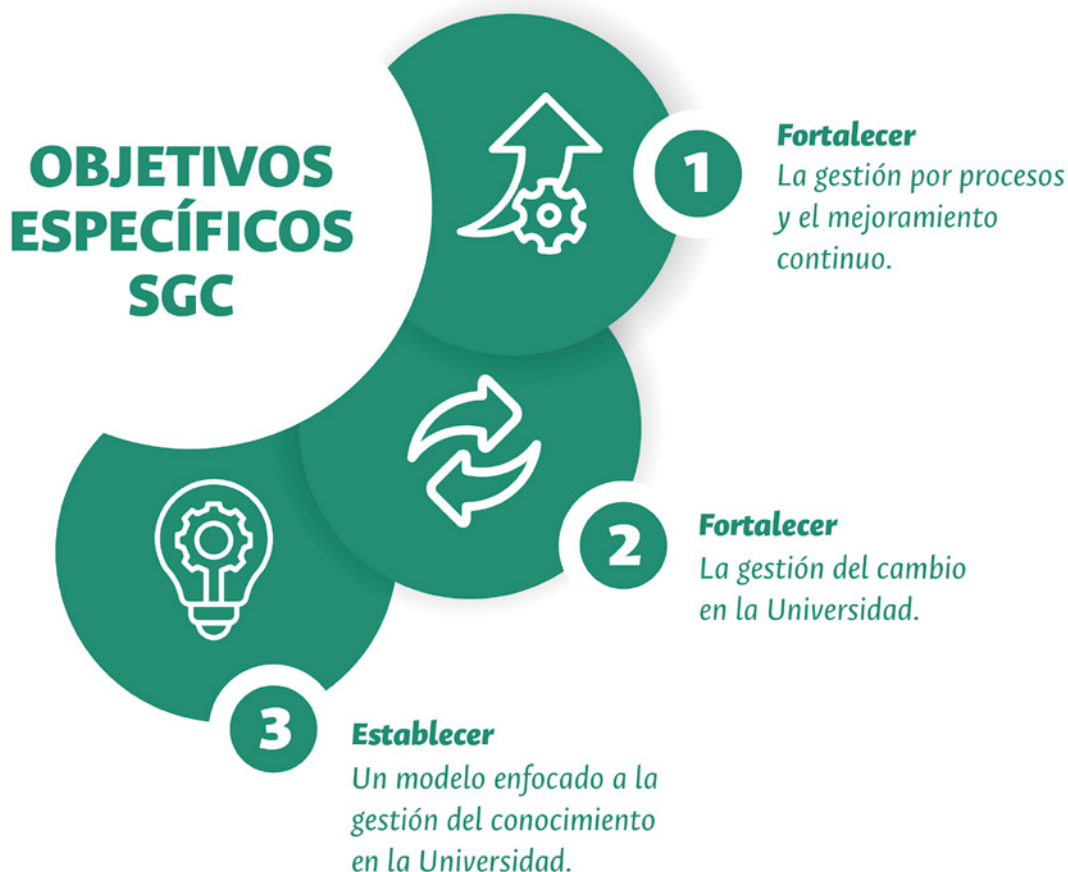 OBJETIVOS
ESPECÍFICOS
SGC
1
Fortalecer
La gestión por procesos
y el mejoramiento
continuo.
2
Fortalecer
La gestión del cambio
en la Universidad.
3
Establecer
Un modelo enfocado a la
gestión del conocimiento
en la Universidad.